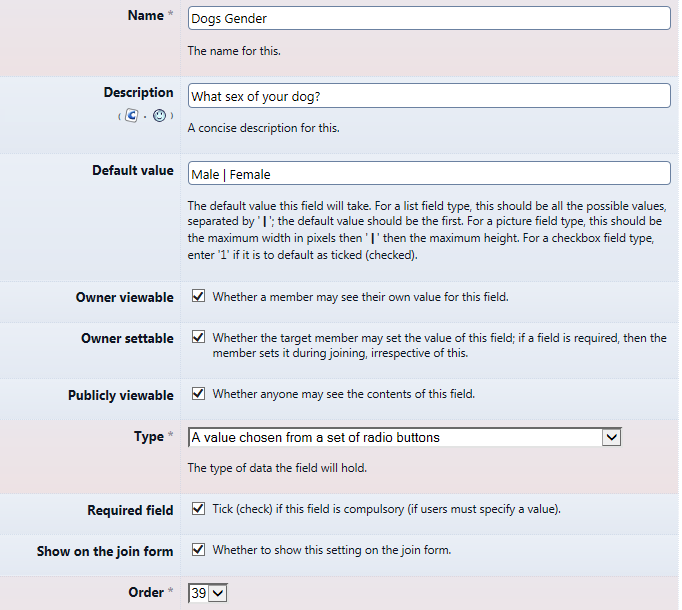 Name *
Dogs Gender
The name for this.
Description
What sex of your dog?
( C · )
A concise description for this.
Default value
Male | Female
The default value this field will take. For a list field type, this should be all the possible values,
separated by '|'; the default value should be the first. For a picture field type, this should be
the maximum width in pixels then '|' then the maximum height. For a checkbox field type,
enter '1' if it is to default as ticked (checked).
Owner viewable
Whether a member may see their own value for this field.
Owner settable
Whether the target member may set the value of this field; if a field is required, then the
member sets it during joining, irrespective of this.
Publicly viewable
Whether anyone may see the contents of this field.
Type *
A value chosen from a set of radio buttons
The type of data the field will hold.
Required field
Tick (check) if this field is compulsory (if users must specify a value).
Show on the join form
Whether to show this setting on the join form.
Order *
39